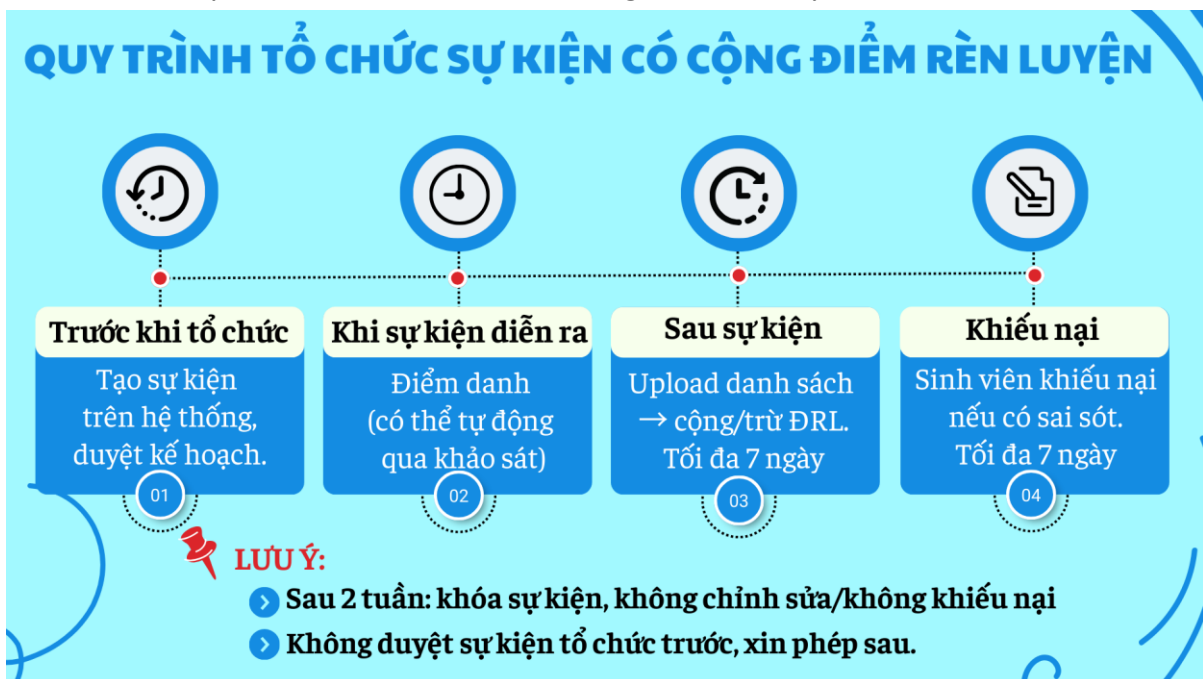 QUY TRÌNH TỔ CHỨC SỰ KIỆN CÓ CỘNG ĐIỂM RÈN LUYỆN
Trước khi tổ chức
Tạo sự kiện
trên hệ thống,
duyệt kế hoạch.
01
Khi sự kiện diễn ra
Điểm danh
(có thể tự động
qua khảo sát)
02
Sau sự kiện
Upload danh sách
→ cộng/trừ ĐRL.
Tối đa 7 ngày
03
Khiếu nại
Sinh viên khiếu nại
nếu có sai sót.
Tối đa 7 ngày
04
LƯU Ý:
Sau 2 tuần: khóa sự kiện, không chỉnh sửa/không khiếu nại
Không duyệt sự kiện tổ chức trước, xin phép sau.